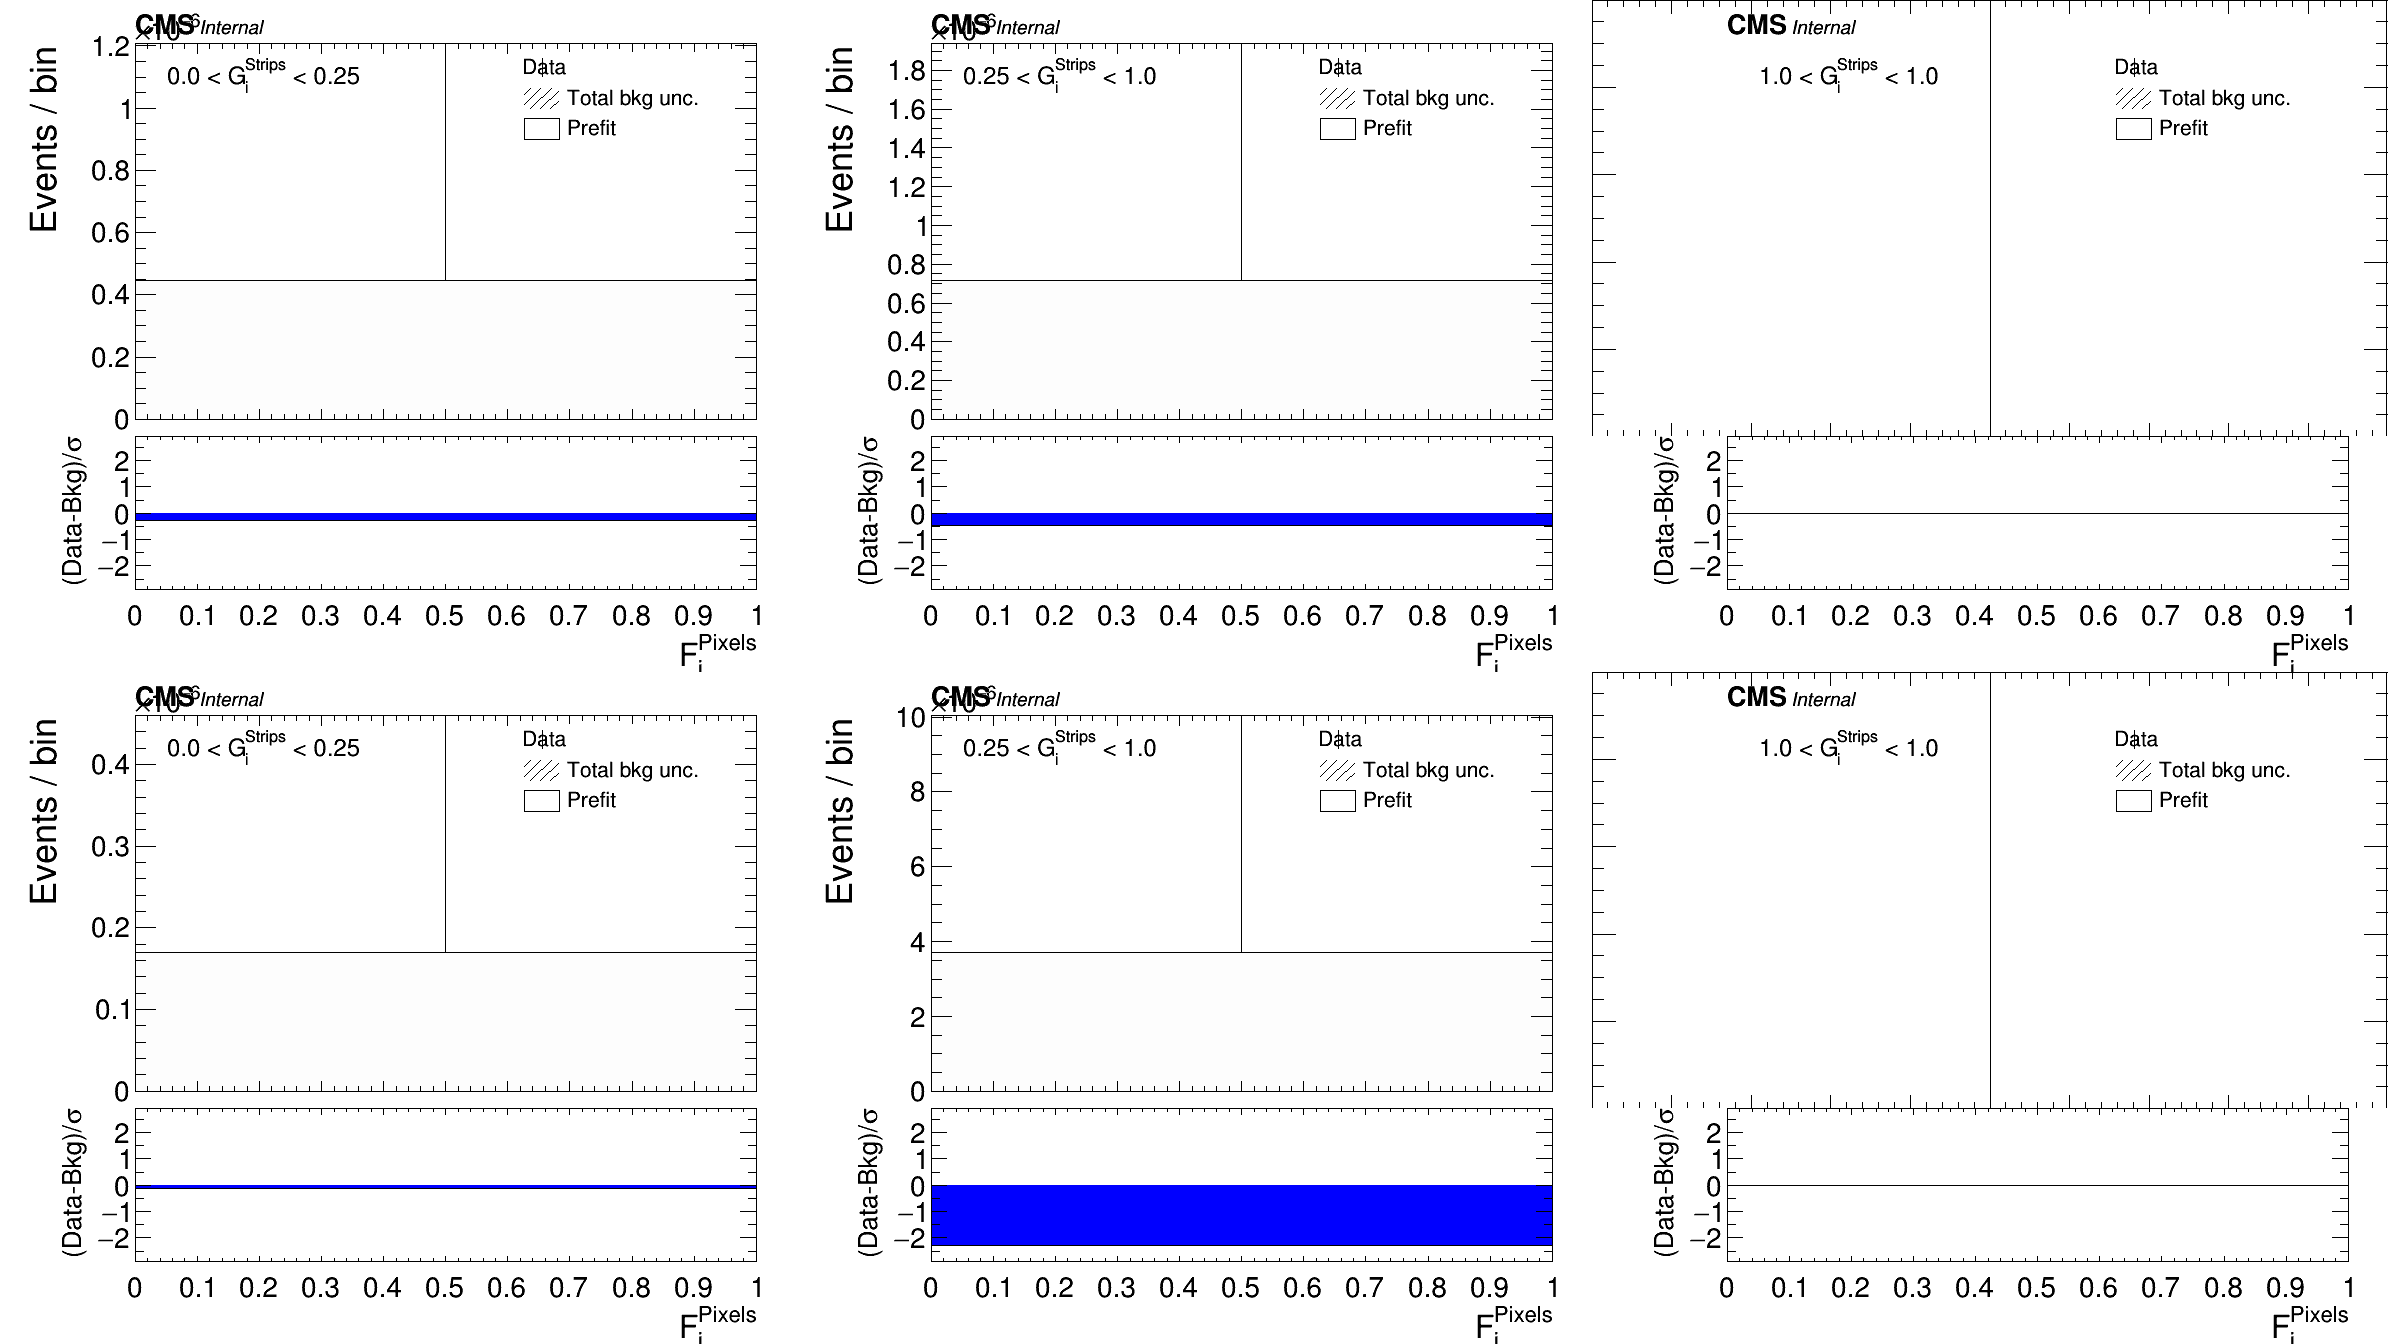 CMS Internal
0.0 < G_i^Strips < 0.25
Data
Total bkg unc.
Prefit
Events / bin
1.2
1
0.8
0.6
0.4
0.2
0
(Data-Bkg)/σ
2
1
0
−1
−2
0 0.1 0.2 0.3 0.4 0.5 0.6 0.7 0.8 0.9 1
F_i^Pixels
CMS Internal
0.25 < G_i^Strips < 1.0
Data
Total bkg unc.
Prefit
Events / bin
1.8
1.6
1.4
1.2
1
0.8
0.6
0.4
0.2
0
(Data-Bkg)/σ
2
1
0
−1
−2
0 0.1 0.2 0.3 0.4 0.5 0.6 0.7 0.8 0.9 1
F_i^Pixels
CMS Internal
1.0 < G_i^Strips < 1.0
Data
Total bkg unc.
Prefit
(Data-Bkg)/σ
2
1
0
−1
−2
0 0.1 0.2 0.3 0.4 0.5 0.6 0.7 0.8 0.9 1
F_i^Pixels
CMS Internal
0.0 < G_i^Strips < 0.25
Data
Total bkg unc.
Prefit
Events / bin
0.4
0.3
0.2
0.1
0
(Data-Bkg)/σ
2
1
0
−1
−2
0 0.1 0.2 0.3 0.4 0.5 0.6 0.7 0.8 0.9 1
F_i^Pixels
CMS Internal
0.25 < G_i^Strips < 1.0
Data
Total bkg unc.
Prefit
Events / bin
10
8
6
4
2
0
(Data-Bkg)/σ
2
1
0
−1
−2
0 0.1 0.2 0.3 0.4 0.5 0.6 0.7 0.8 0.9 1
F_i^Pixels
CMS Internal
1.0 < G_i^Strips < 1.0
Data
Total bkg unc.
Prefit
(Data-Bkg)/σ
2
1
0
−1
−2
0 0.1 0.2 0.3 0.4 0.5 0.6 0.7 0.8 0.9 1
F_i^Pixels